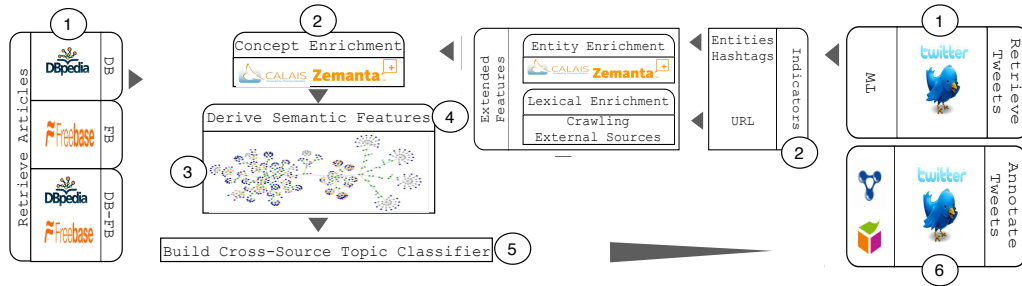 1
Retrieve Articles
DBpedia
DB
Freebase
FB
DBpedia
Freebase
DB-FB
2
Concept Enrichment
CALAIS Zemanta
Derive Semantic Features
4
3
Build Cross-Source Topic Classifier
5
Extended
Features
Entity Enrichment
CALAIS Zemanta
Lexical Enrichment
Crawling
External Sources
Entities
Hashtags
URL
Indicators
2
1
TW
twitter
Retrieve
Tweets
twitter
Annotate
Tweets
6